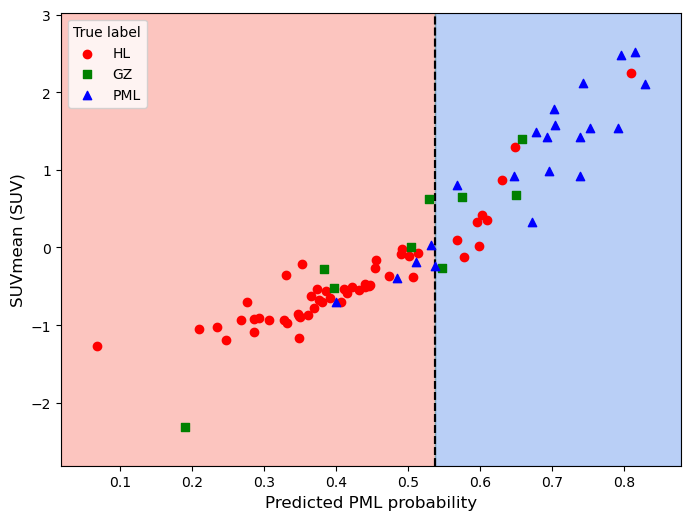 True label
HL
GZ
PML
3
2
1
0
−1
−2
SUVmean (SUV)
0.1 0.2 0.3 0.4 0.5 0.6 0.7 0.8
Predicted PML probability